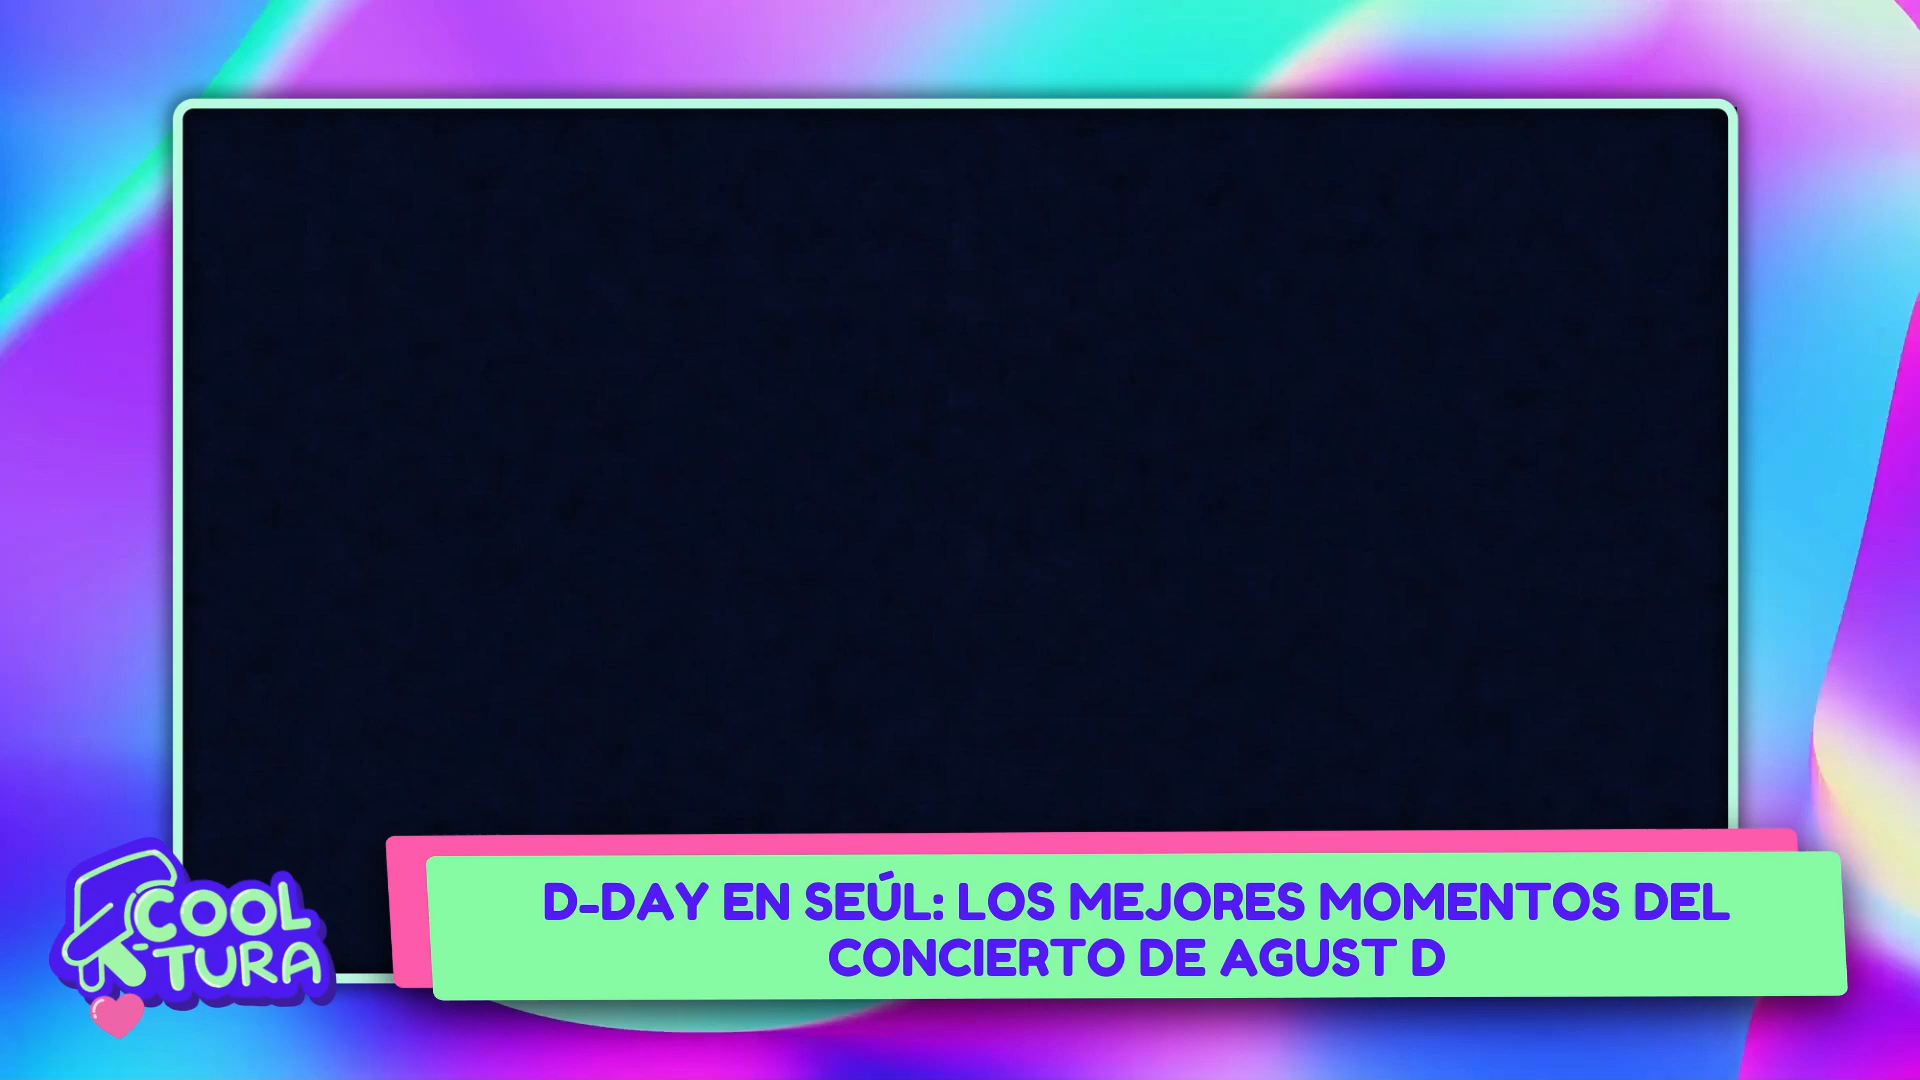 D-DAY EN SEÚL: LOS MEJORES MOMENTOS DEL
CONCIERTO DE AGUST D
K
COOL
TURA